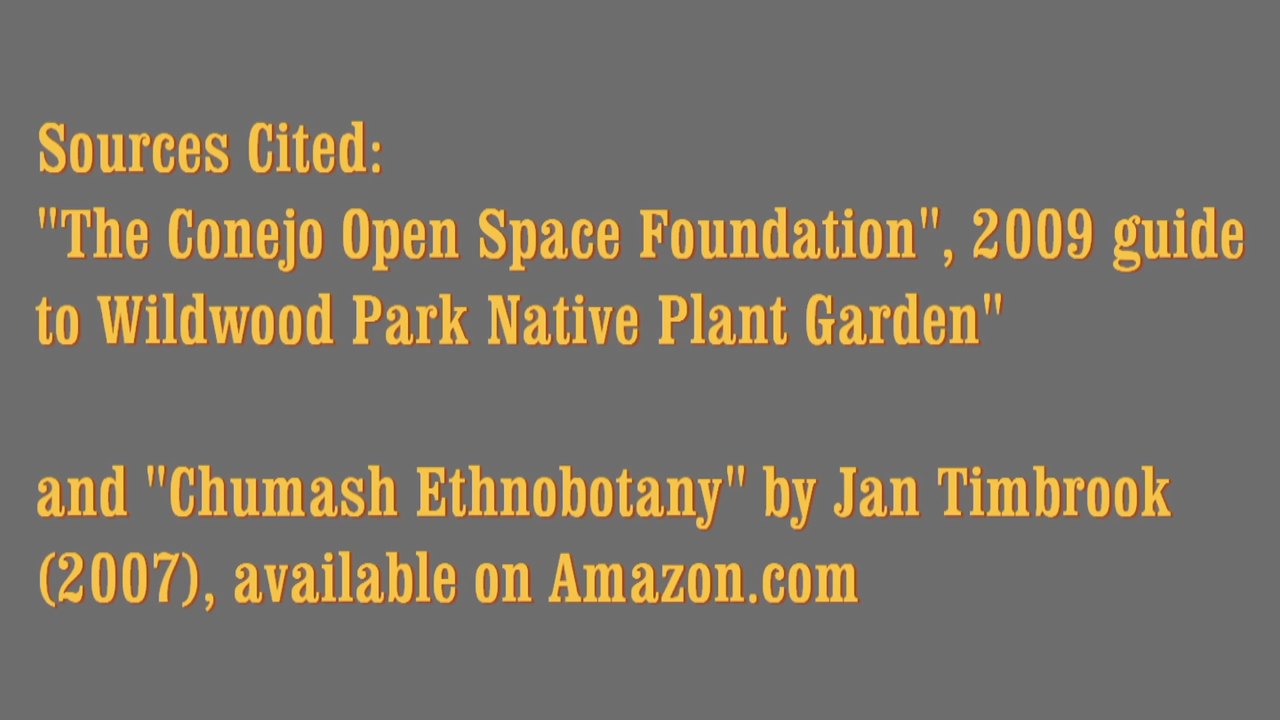 Sources Cited:
"The Conejo Open Space Foundation", 2009 guide
to Wildwood Park Native Plant Garden"
and "Chumash Ethnobotany" by Jan Timbrook
(2007), available on Amazon.com